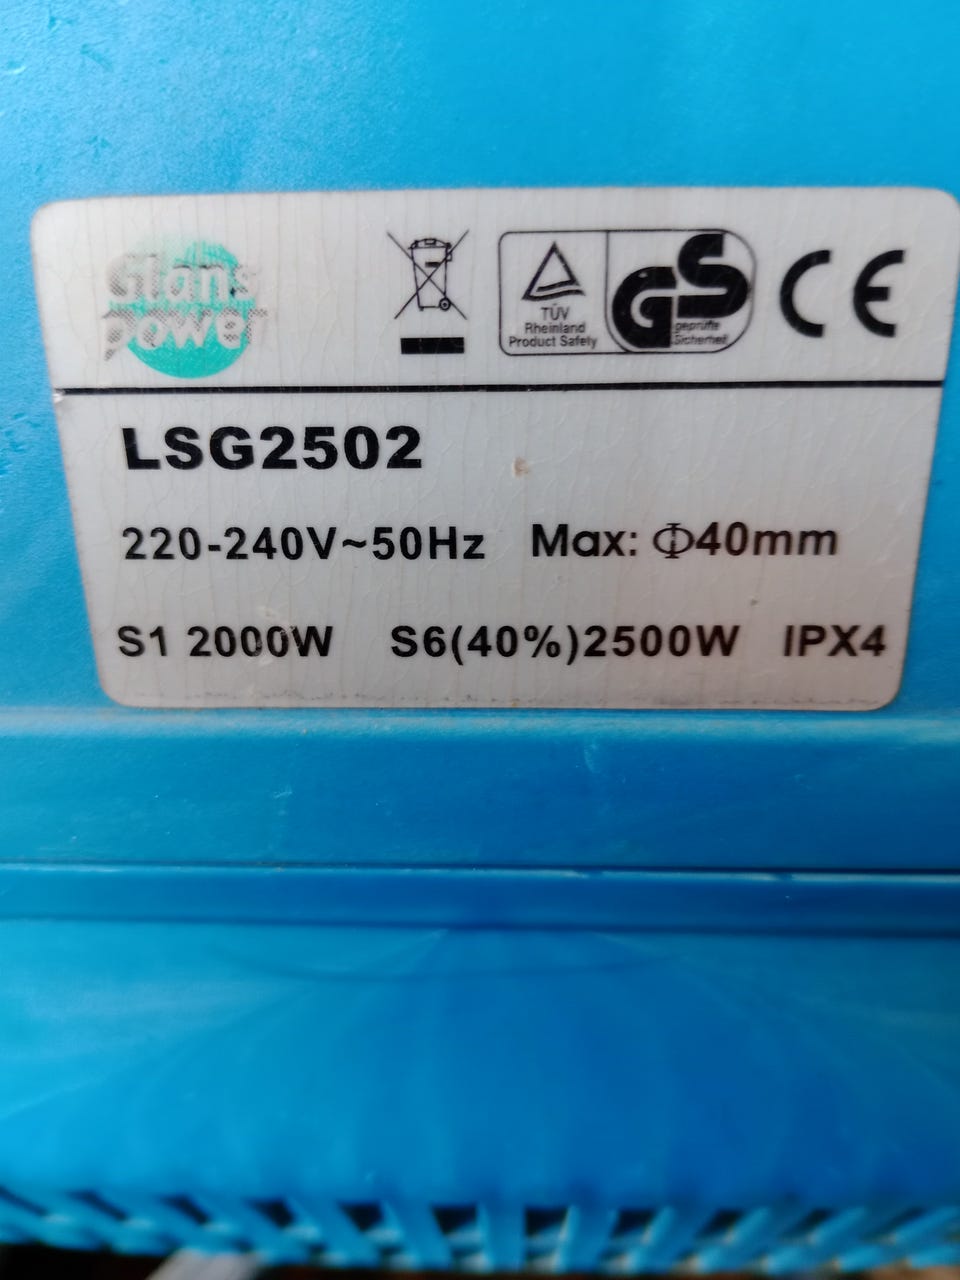 Glans
power
TÜV
Rheinland
Product Safety
GS
geprüfte
Sicherheit
CE
LSG2502
220-240V~50Hz Max: Φ40mm
S1 2000W S6(40%)2500W IPX4